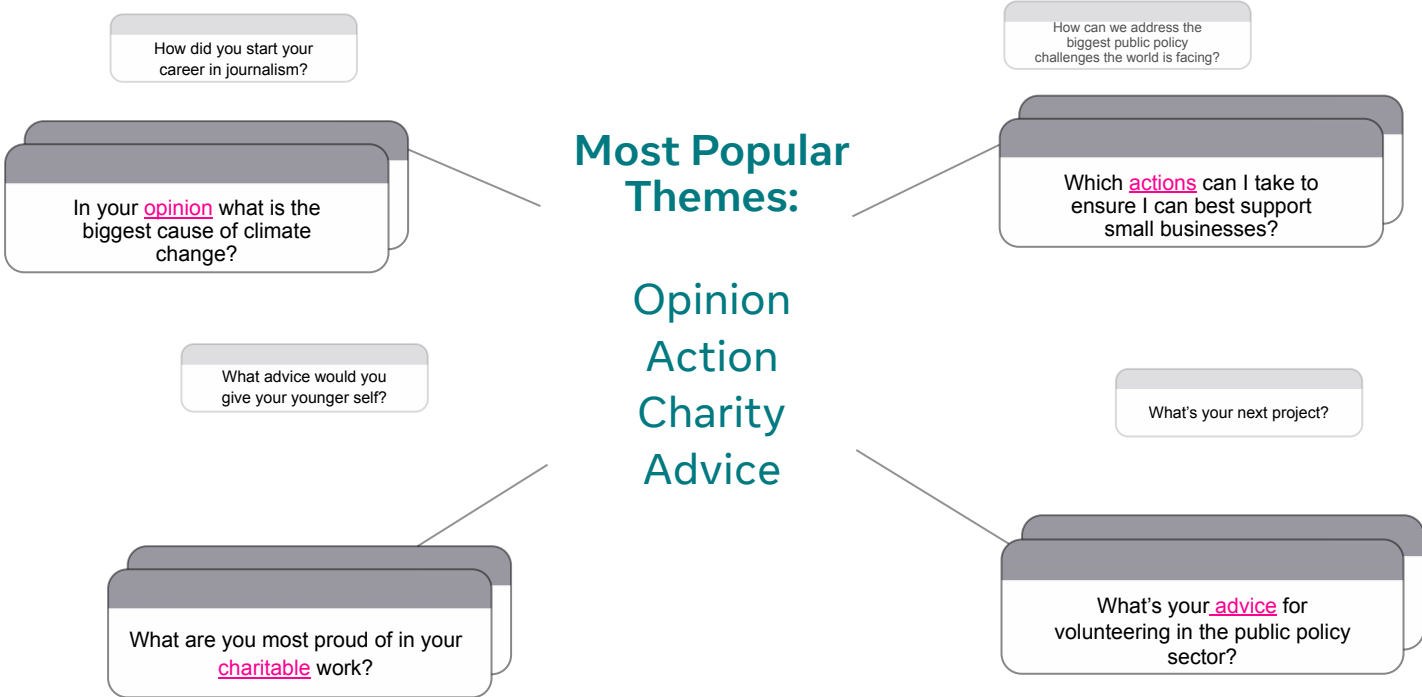 How did you start your
career in journalism?
How can we address the
biggest public policy
challenges the world is facing?
In your opinion what is the
biggest cause of climate
change?
Most Popular
Themes:
Which actions can I take to
ensure I can best support
small businesses?
Opinion
Action
Charity
Advice
What advice would you
give your younger self?
What's your next project?
What are you most proud of in your
charitable work?
What's your advice for
volunteering in the public policy
sector?